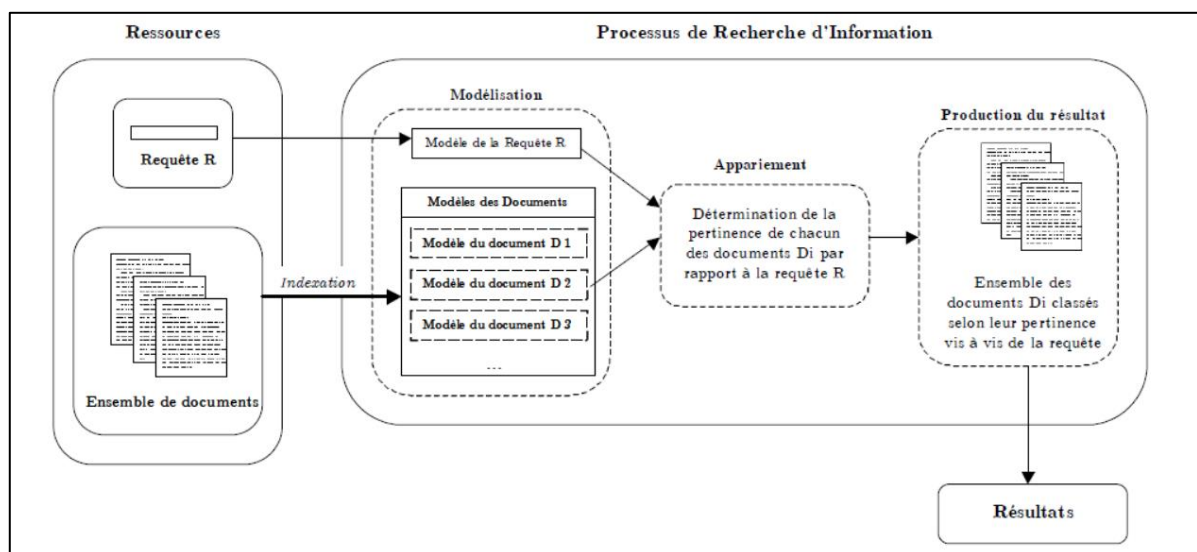 Ressources
Processus de Recherche d'Information
Requête R
Ensemble de documents
Indexation
Modélisation
Modèle de la Requête R
Modèles des Documents
Modèle du document D 1
Modèle du document D 2
Modèle du document D 3
...
Appariement
Détermination de la
pertinence de chacun
des documents Di par
rapport à la requête R
Production du résultat
Ensemble des
documents Di classés
selon leur pertinence
vis à vis de la requête
Résultats